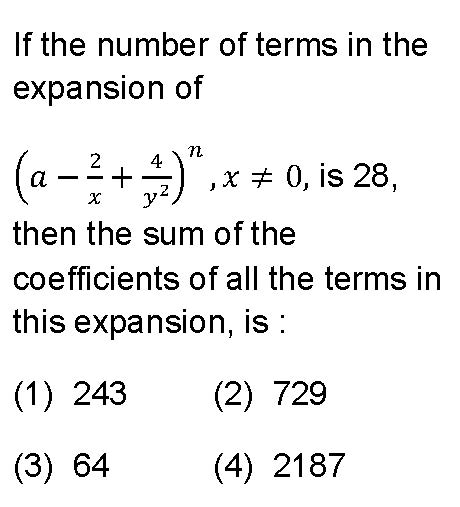 If the number of terms in the
expansion of
(a − 2/x + 4/y²)ⁿ, x ≠ 0, is 28,
then the sum of the
coefficients of all the terms in
this expansion, is :
(1) 243 (2) 729
(3) 64 (4) 2187